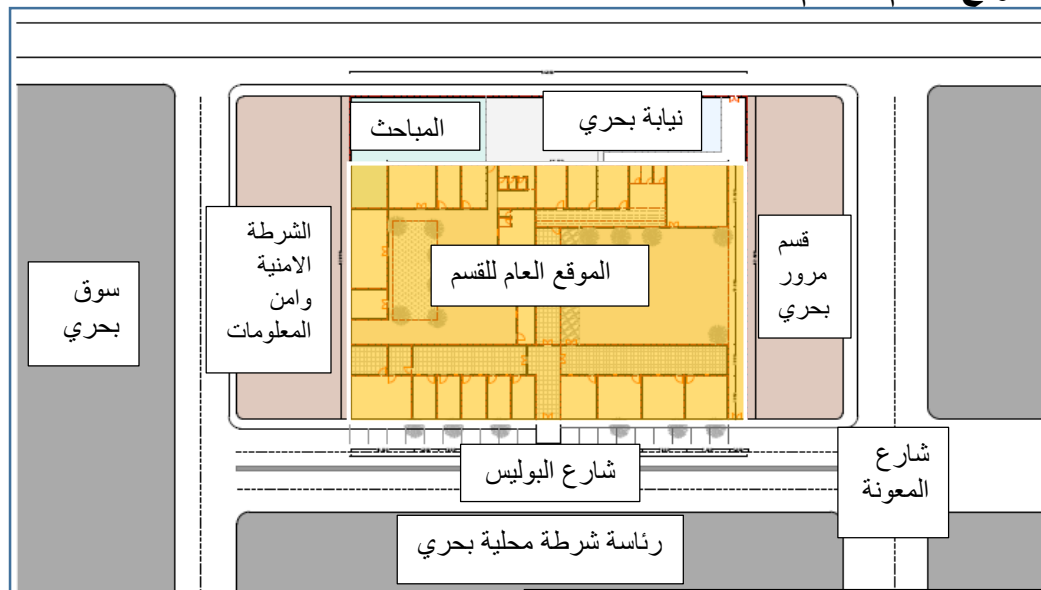 نيابة بحري
المباحث
الشرطة
الامنية
وامن
المعلومات
الموقع العام للقسم
قسم
مرور
بحري
سوق
بحري
شارع البوليس
شارع
المعونة
رئاسة شرطة محلية بحري